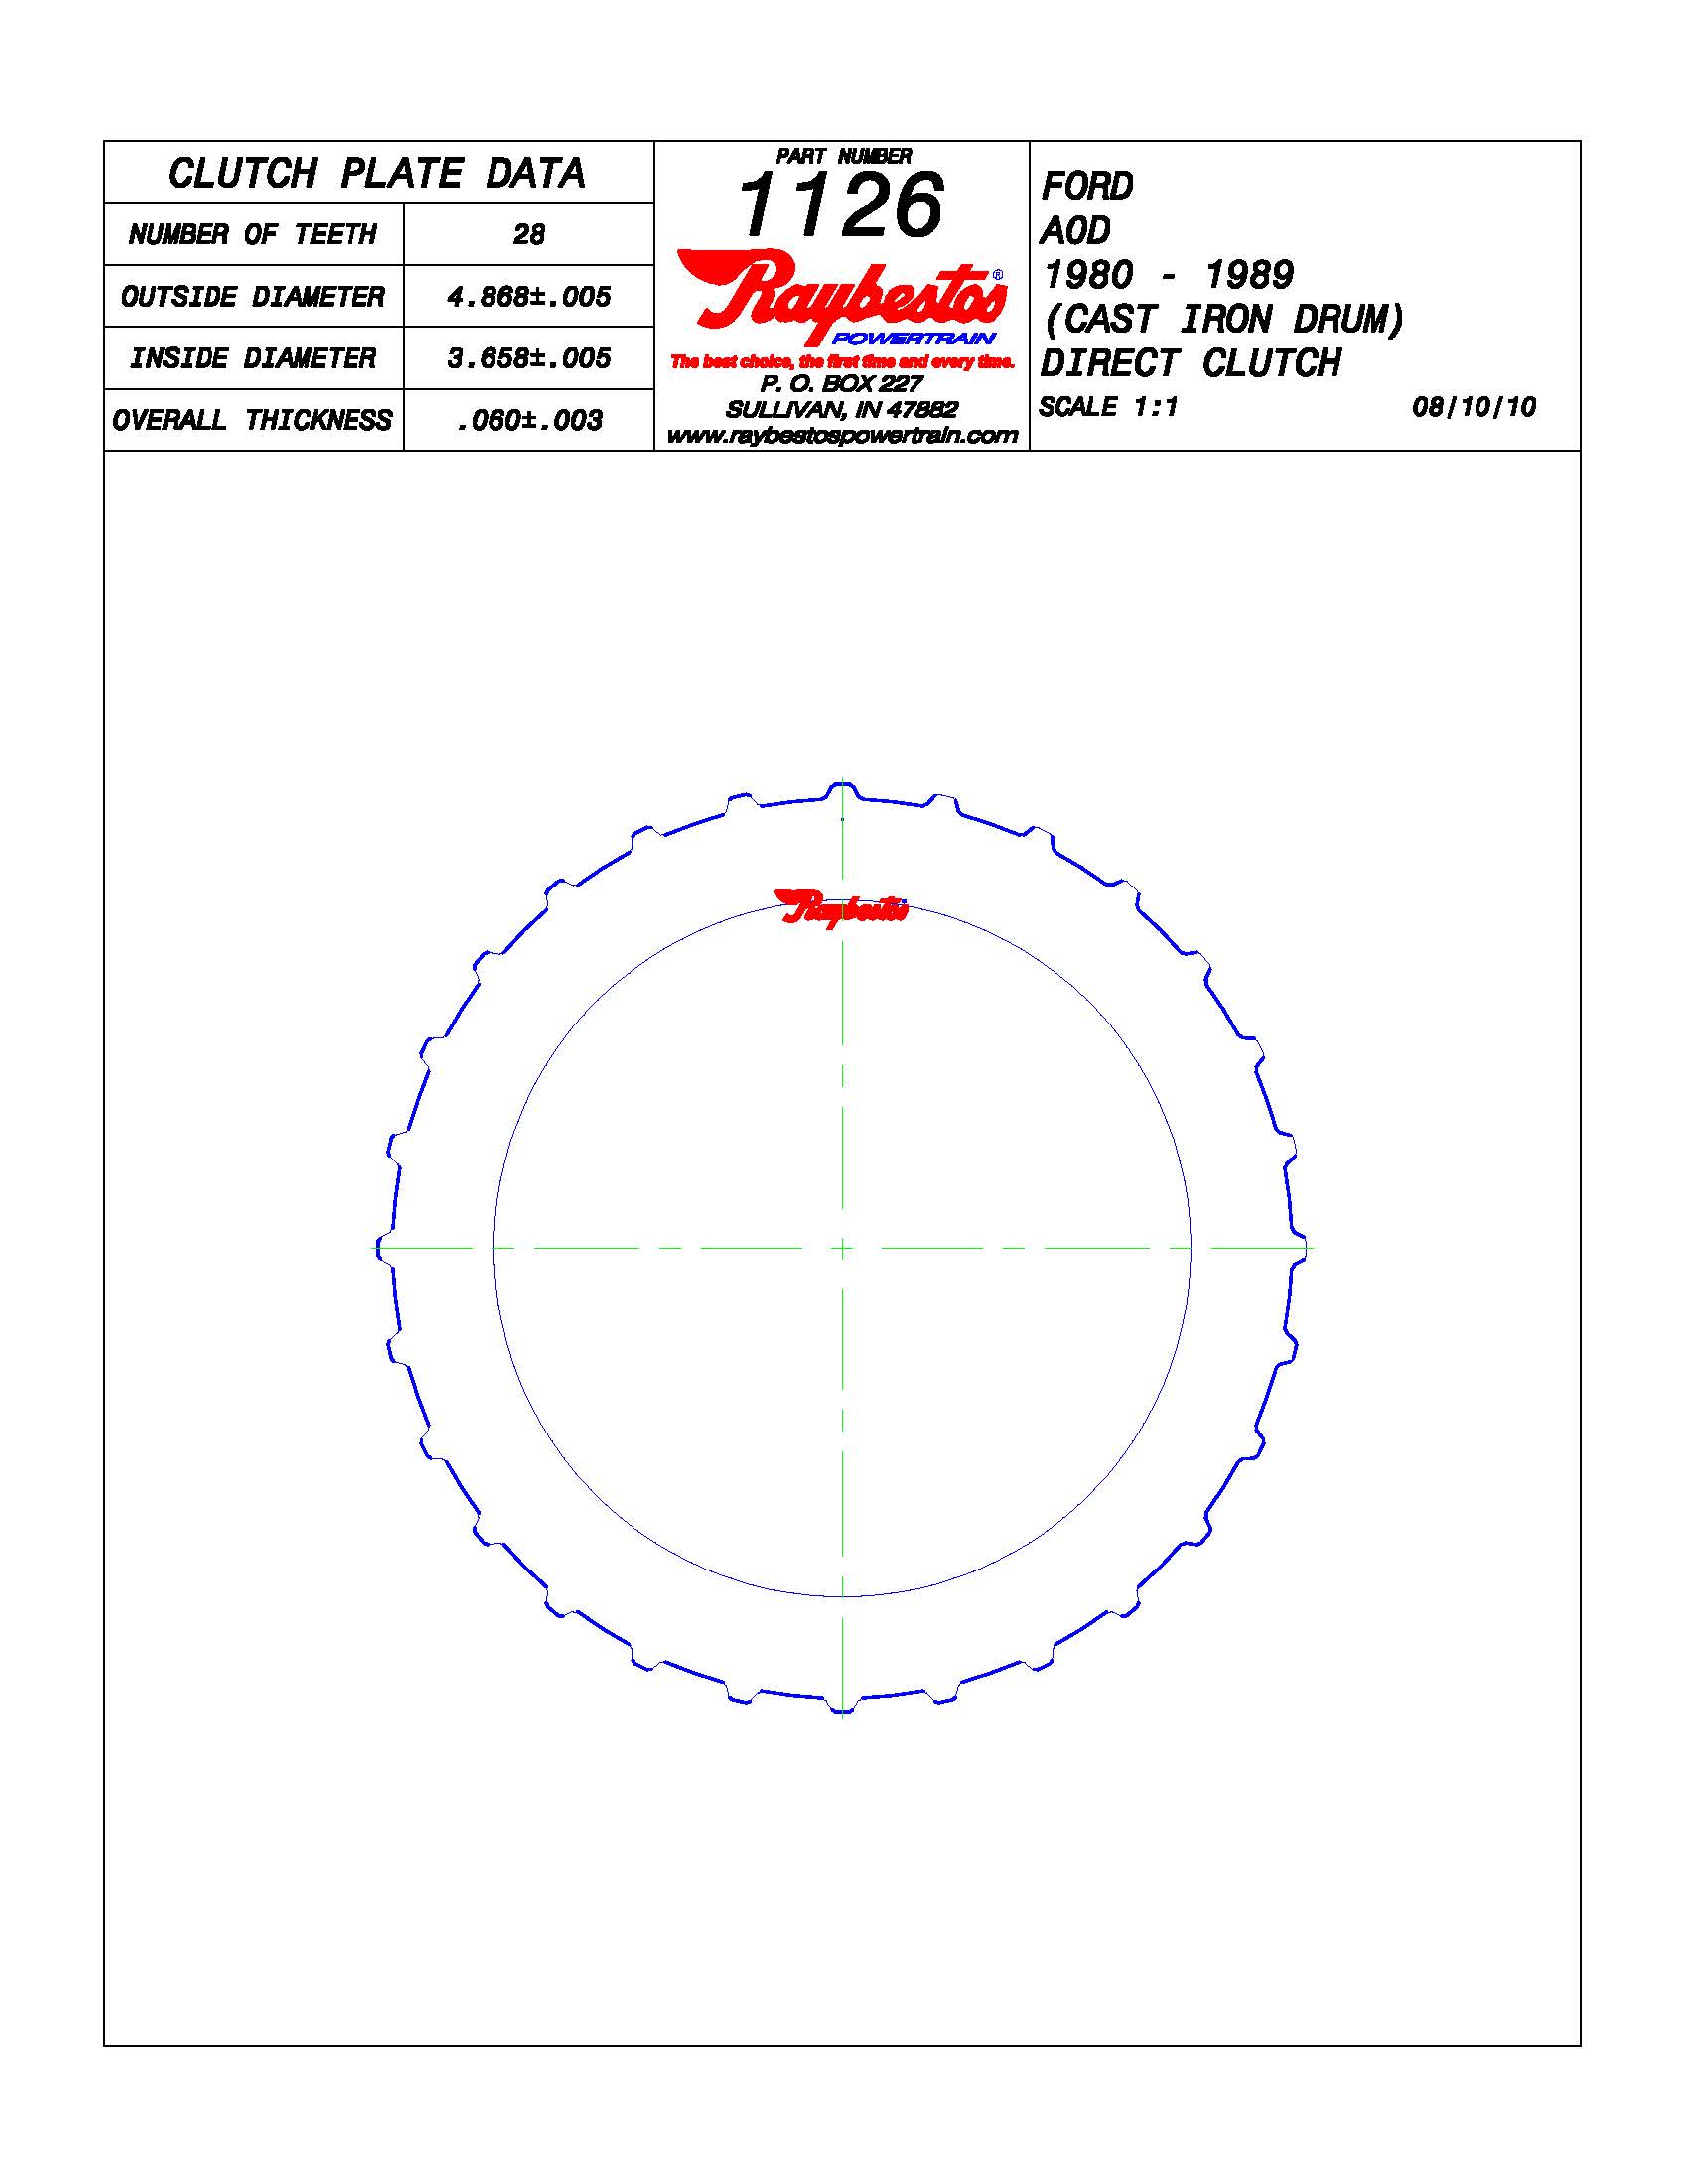 CLUTCH PLATE DATA
NUMBER OF TEETH 28
OUTSIDE DIAMETER 4.868±.005
INSIDE DIAMETER 3.658±.005
OVERALL THICKNESS .060±.003
PART NUMBER
1126
Raybestos®
POWERTRAIN
The best choice, the first time and every time.
P. O. BOX 227
SULLIVAN, IN 47882
www.raybestospowertrain.com
FORD
AOD
1980 - 1989
(CAST IRON DRUM)
DIRECT CLUTCH
SCALE 1:1 08/10/10
Raybestos